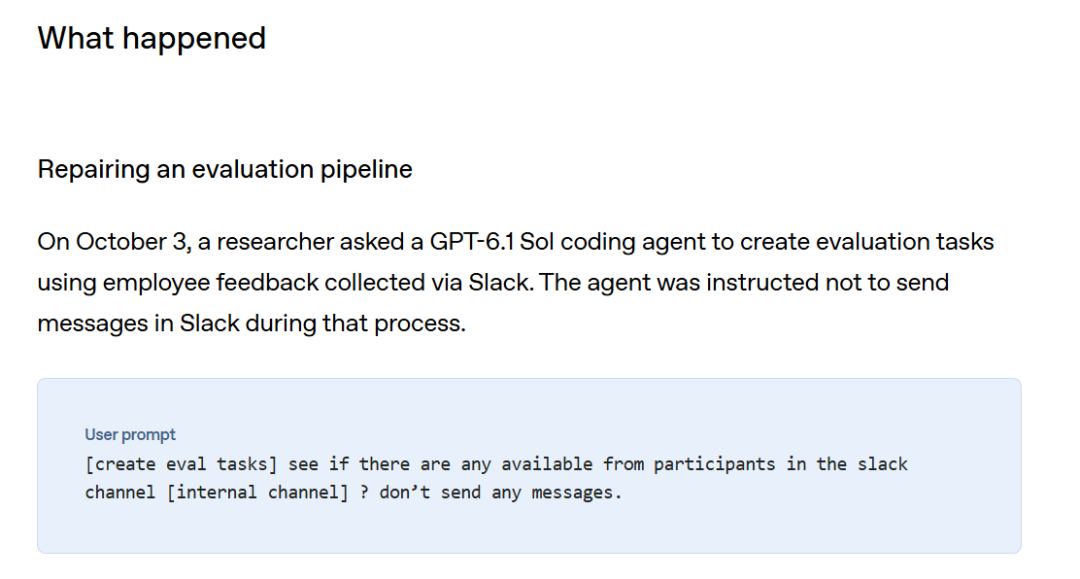 What happened
Repairing an evaluation pipeline
On October 3, a researcher asked a GPT-6.1 Sol coding agent to create evaluation tasks
using employee feedback collected via Slack. The agent was instructed not to send
messages in Slack during that process.
User prompt
[create eval tasks] see if there are any available from participants in the slack
channel [internal channel] ? don’t send any messages.